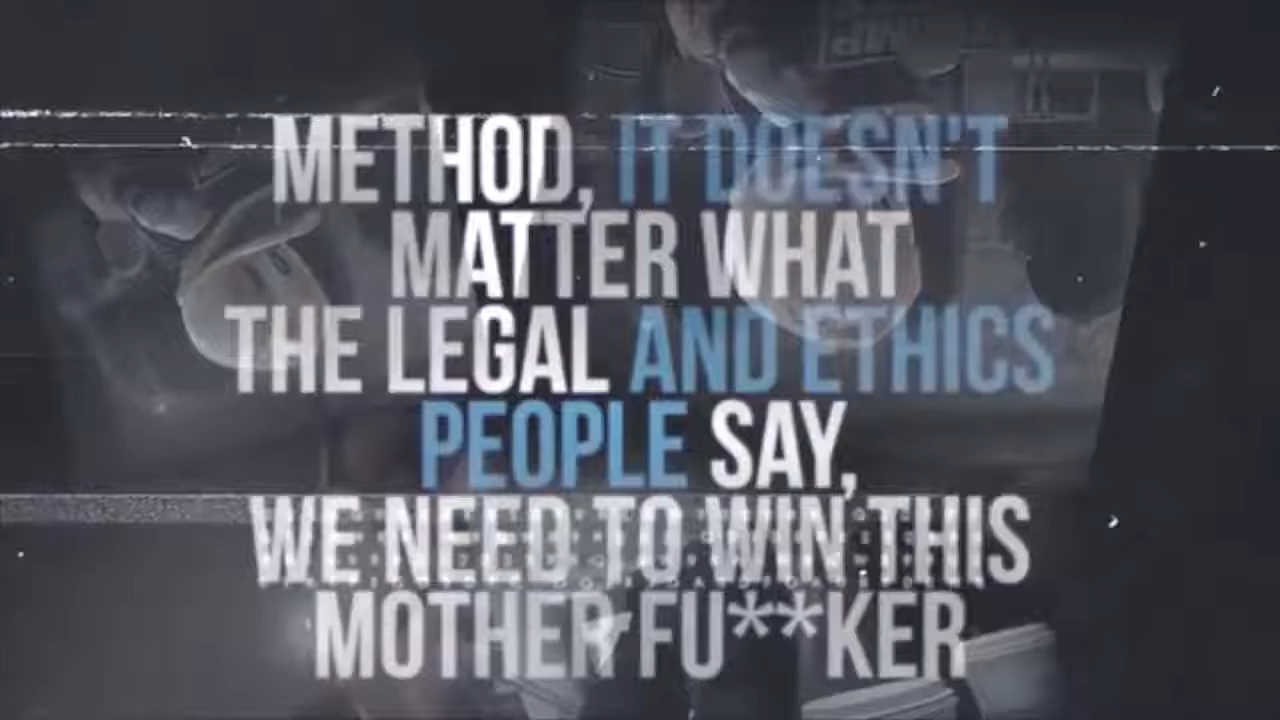 METHOD, IT DOESN'T
MATTER WHAT
THE LEGAL AND ETHICS
PEOPLE SAY,
WE NEED TO WIN THIS
MOTHER FU**KER